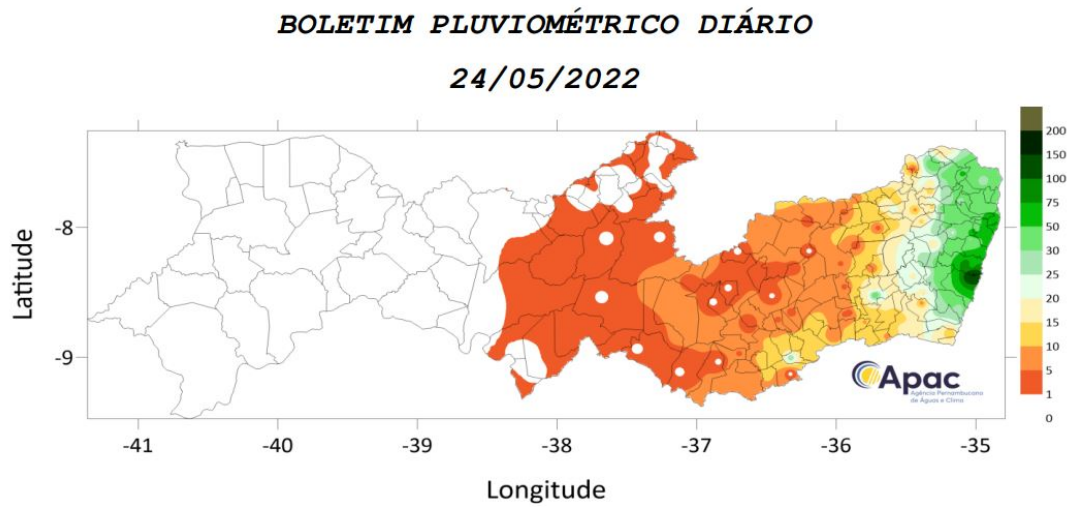 BOLETIM PLUVIOMÉTRICO DIÁRIO
24/05/2022
200
150
100
75
50
30
25
20
15
10
5
1
0
Latitude
-8
-9
Apac
Agência Pernambucana
de Águas e Clima
-41 -40 -39 -38 -37 -36 -35
Longitude